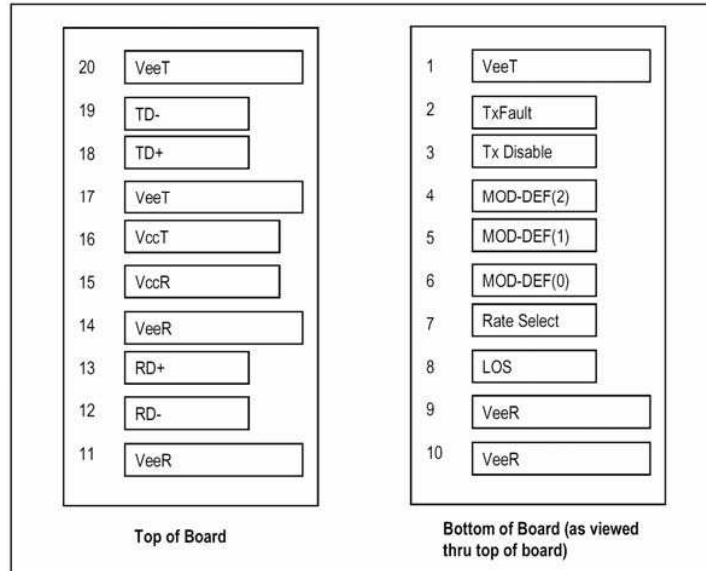 20 VeeT
19 TD-
18 TD+
17 VeeT
16 VccT
15 VccR
14 VeeR
13 RD+
12 RD-
11 VeeR
Top of Board
1 VeeT
2 TxFault
3 Tx Disable
4 MOD-DEF(2)
5 MOD-DEF(1)
6 MOD-DEF(0)
7 Rate Select
8 LOS
9 VeeR
10 VeeR
Bottom of Board (as viewed
thru top of board)